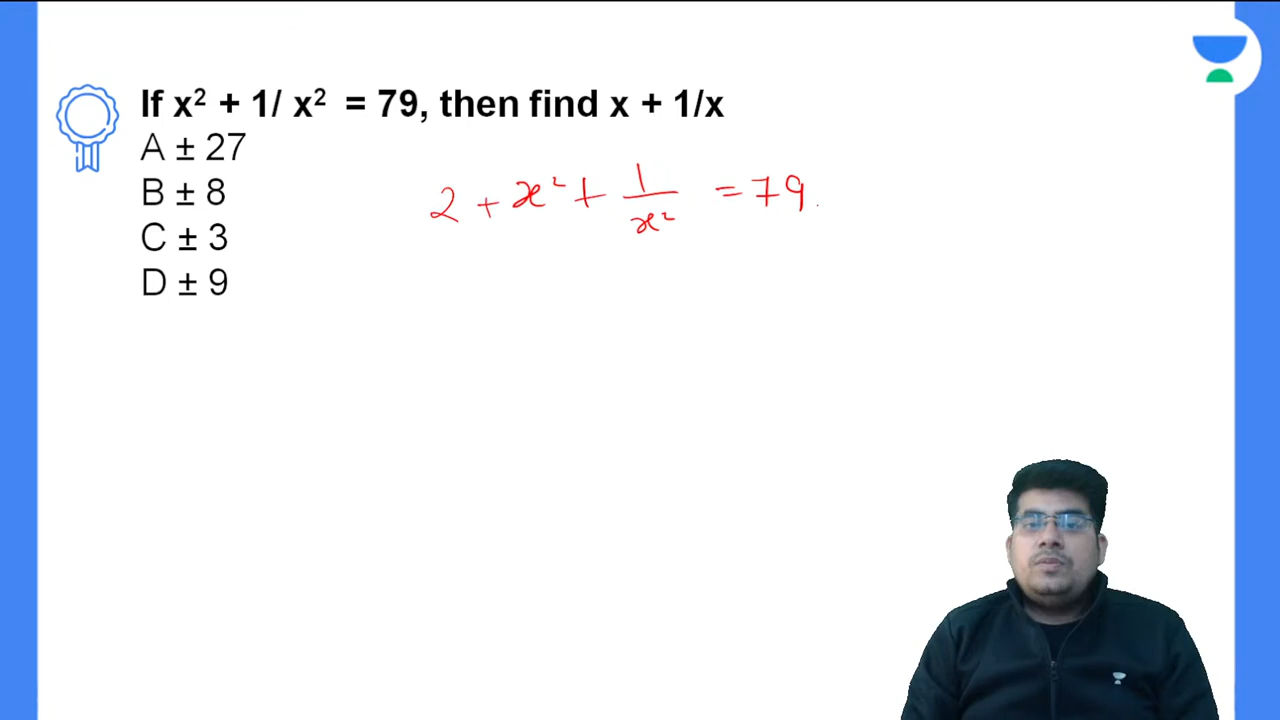 If x² + 1/ x² = 79, then find x + 1/x
A ± 27
B ± 8
C ± 3
D ± 9
2 + x² + 1/x² = 79